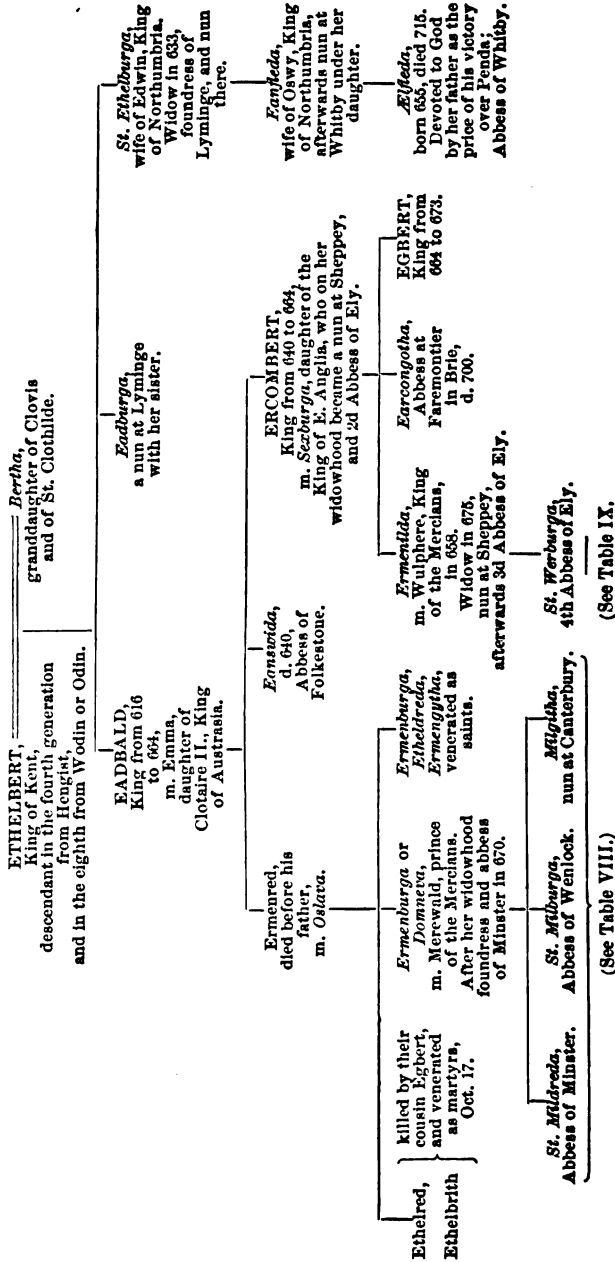 ETHELBERT,
King of Kent,
descendant in the fourth generation
from Hengist,
and in the eighth from Wodin or Odin.
Bertha,
granddaughter of Clovis
and of St. Clothilde.
EADBALD,
King from 616
to 664,
m. Emma,
daughter of
Clotaire II., King
of Austrasia.
Eadburga,
a nun at Lyminge
with her sister.
St. Ethelburga,
wife of Edwin, King
of Northumbria.
Widow in 633,
foundress of
Lyminge, and nun
there.
Ermenred,
died before his
father,
m. Oslava.
Eanswida,
d. 640,
Abbess of
Folkestone.
ERCOMBERT,
King from 640 to 664,
m. Sexburga, daughter of the
King of E. Anglia, who on her
widowhood became a nun at Sheppey,
and 2d Abbess of Ely.
Eanfleda,
wife of Oswy, King
of Northumbria,
afterwards nun at
Whitby under her
daughter.
Ethelred,
Ethelbrith
killed by their
cousin Egbert,
and venerated
as martyrs,
Oct. 17.
Ermenburga or
Domneva,
m. Merewald, prince
of the Mercians.
After her widowhood
foundress and abbess
of Minster in 670.
Ermenburga,
Etheldreda,
Ermengytha,
venerated as
saints.
Ermenilda,
m. Wulphere, King
of the Mercians,
in 658.
Widow in 675,
nun at Sheppey,
afterwards 3d Abbess of Ely.
Earcongotha,
Abbess at
Faremontier
in Brie,
d. 700.
EGBERT,
King from
664 to 673.
Ælfleda,
born 655, died 715.
Devoted to God
by her father as the
price of his victory
over Penda;
Abbess of Whitby.
St. Mildreda,
Abbess of Minster.
St. Milburga,
Abbess of Wenlock.
Milgitha,
nun at Canterbury.
St. Werburga,
4th Abbess of Ely.
(See Table VIII.)
(See Table IX.